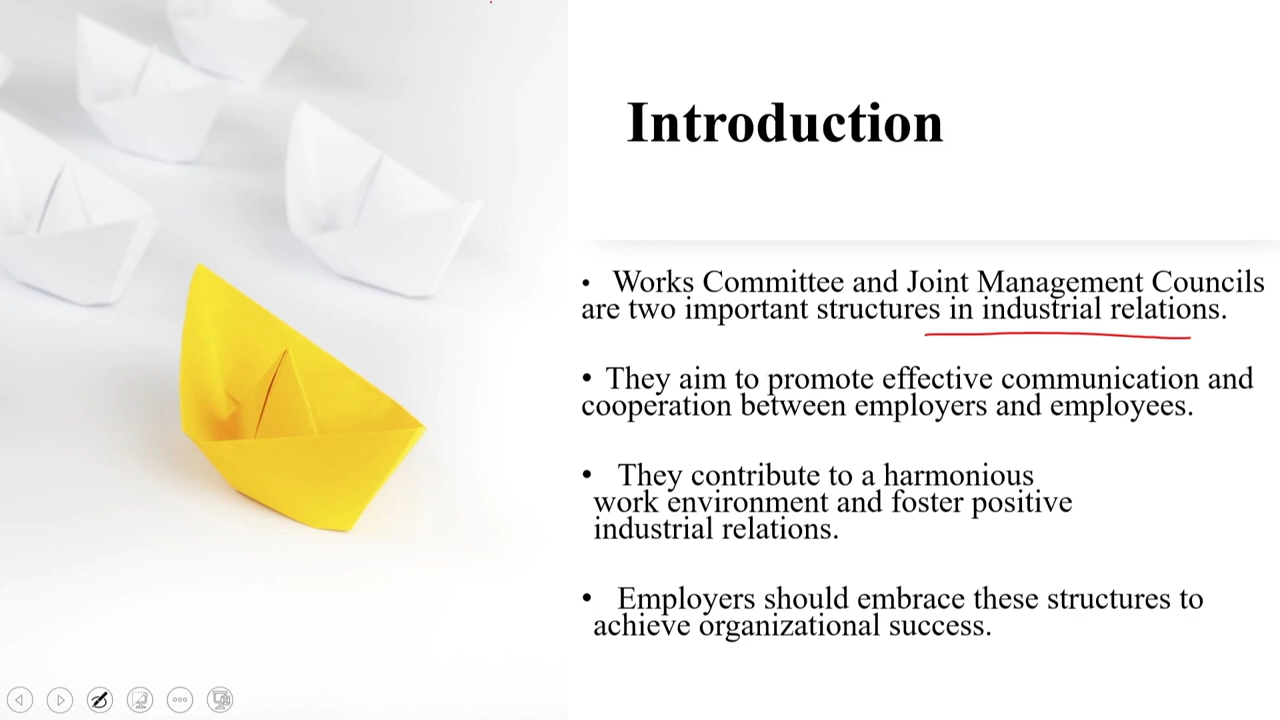 Introduction
• Works Committee and Joint Management Councils
are two important structures in industrial relations.
• They aim to promote effective communication and
cooperation between employers and employees.
• They contribute to a harmonious
work environment and foster positive
industrial relations.
• Employers should embrace these structures to
achieve organizational success.